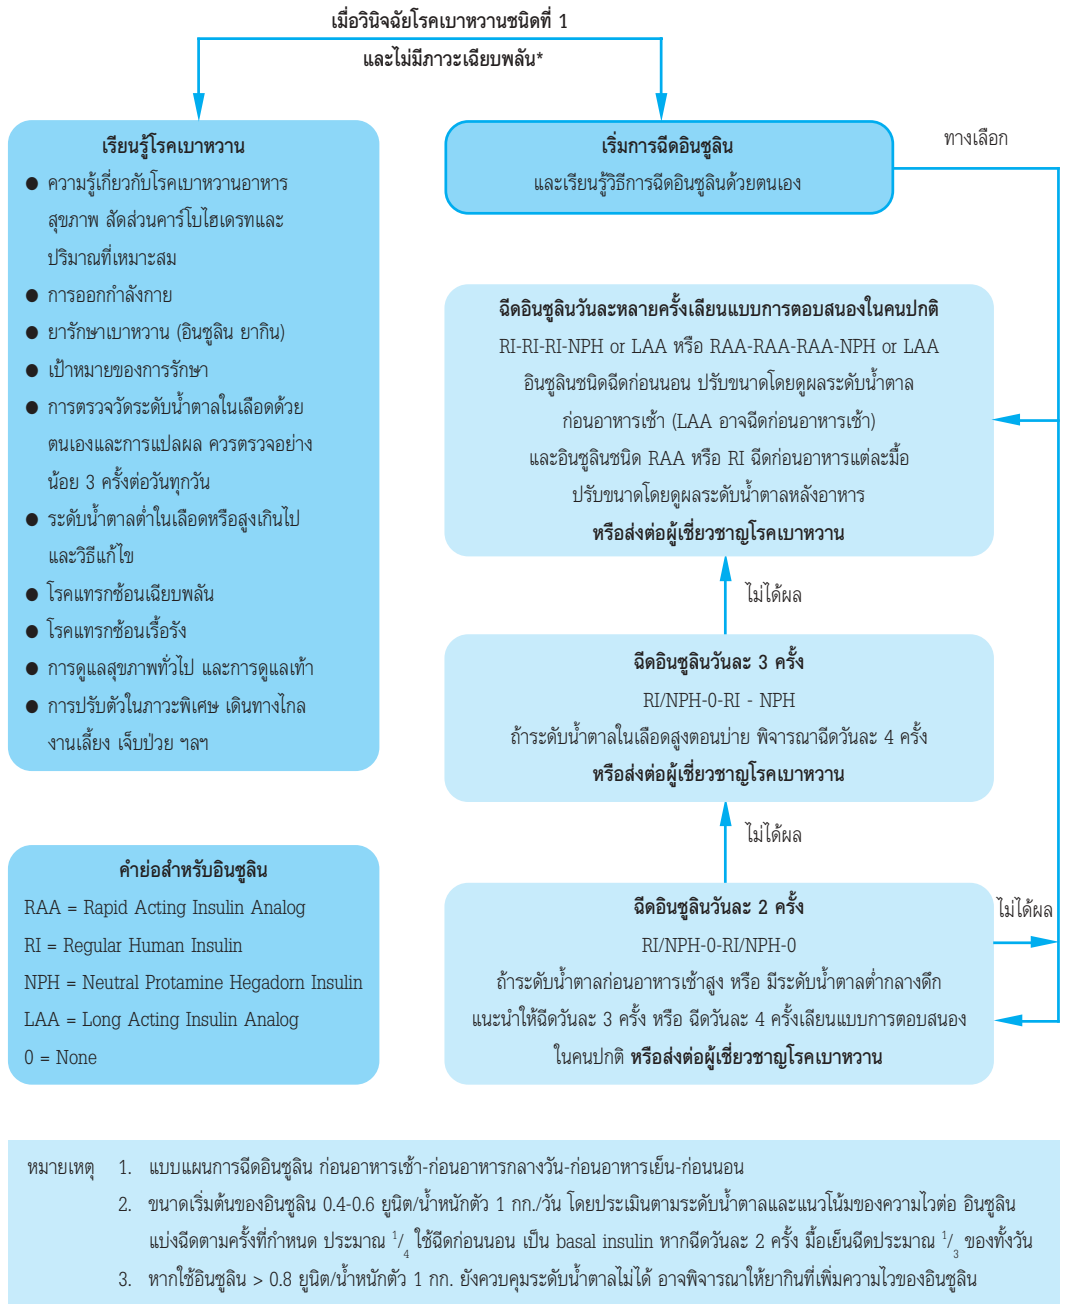 เมื่อวินิจฉัยโรคเบาหวานชนิดที่ 1
และไม่มีภาวะเฉียบพลัน*
เรียนรู้โรคเบาหวาน
● ความรู้เกี่ยวกับโรคเบาหวานอาหาร
สุขภาพ สัดส่วนคาร์โบไฮเดรทและ
ปริมาณที่เหมาะสม
● การออกกำลังกาย
● ยารักษาเบาหวาน (อินซูลิน ยากิน)
● เป้าหมายของการรักษา
● การตรวจวัดระดับน้ำตาลในเลือดด้วย
ตนเองและการแปลผล ควรตรวจอย่าง
น้อย 3 ครั้งต่อวันทุกวัน
● ระดับน้ำตาลต่ำในเลือดหรือสูงเกินไป
และวิธีแก้ไข
● โรคแทรกซ้อนเฉียบพลัน
● โรคแทรกซ้อนเรื้อรัง
● การดูแลสุขภาพทั่วไป และการดูแลเท้า
● การปรับตัวในภาวะพิเศษ เดินทางไกล
งานเลี้ยง เจ็บป่วย ฯลฯ
คำย่อสำหรับอินซูลิน
RAA = Rapid Acting Insulin Analog
RI = Regular Human Insulin
NPH = Neutral Protamine Hegadorn Insulin
LAA = Long Acting Insulin Analog
0 = None
เริ่มการฉีดอินซูลิน
และเรียนรู้วิธีการฉีดอินซูลินด้วยตนเอง
ทางเลือก
ฉีดอินซูลินวันละหลายครั้งเลียนแบบการตอบสนองในคนปกติ
RI-RI-RI-NPH or LAA หรือ RAA-RAA-RAA-NPH or LAA
อินซูลินชนิดฉีดก่อนนอน ปรับขนาดโดยดูผลระดับน้ำตาล
ก่อนอาหารเช้า (LAA อาจฉีดก่อนอาหารเช้า)
และอินซูลินชนิด RAA หรือ RI ฉีดก่อนอาหารแต่ละมื้อ
ปรับขนาดโดยดูผลระดับน้ำตาลหลังอาหาร
หรือส่งต่อผู้เชี่ยวชาญโรคเบาหวาน
ไม่ได้ผล
ฉีดอินซูลินวันละ 3 ครั้ง
RI/NPH-0-RI - NPH
ถ้าระดับน้ำตาลในเลือดสูงตอนบ่าย พิจารณาฉีดวันละ 4 ครั้ง
หรือส่งต่อผู้เชี่ยวชาญโรคเบาหวาน
ไม่ได้ผล
ฉีดอินซูลินวันละ 2 ครั้ง
RI/NPH-0-RI/NPH-0
ถ้าระดับน้ำตาลก่อนอาหารเช้าสูง หรือ มีระดับน้ำตาลต่ำกลางดึก
แนะนำให้ฉีดวันละ 3 ครั้ง หรือ ฉีดวันละ 4 ครั้งเลียนแบบการตอบสนอง
ในคนปกติ หรือส่งต่อผู้เชี่ยวชาญโรคเบาหวาน
ไม่ได้ผล
หมายเหตุ 1. แบบแผนการฉีดอินซูลิน ก่อนอาหารเช้า-ก่อนอาหารกลางวัน-ก่อนอาหารเย็น-ก่อนนอน
2. ขนาดเริ่มต้นของอินซูลิน 0.4-0.6 ยูนิต/น้ำหนักตัว 1 กก./วัน โดยประเมินตามระดับน้ำตาลและแนวโน้มของความไวต่อ อินซูลิน
แบ่งฉีดตามครั้งที่กำหนด ประมาณ 1/4 ใช้ฉีดก่อนนอน เป็น basal insulin หากฉีดวันละ 2 ครั้ง มื้อเย็นฉีดประมาณ 1/3 ของทั้งวัน
3. หากใช้อินซูลิน > 0.8 ยูนิต/น้ำหนักตัว 1 กก. ยังควบคุมระดับน้ำตาลไม่ได้ อาจพิจารณาให้ยากินที่เพิ่มความไวของอินซูลิน